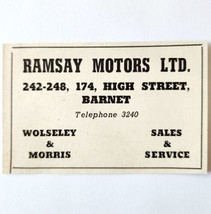 RAMSAY MOTORS LTD.
242-248, 174, HIGH STREET,
BARNET
Telephone 3240
WOLSELEY SALES
& &
MORRIS SERVICE